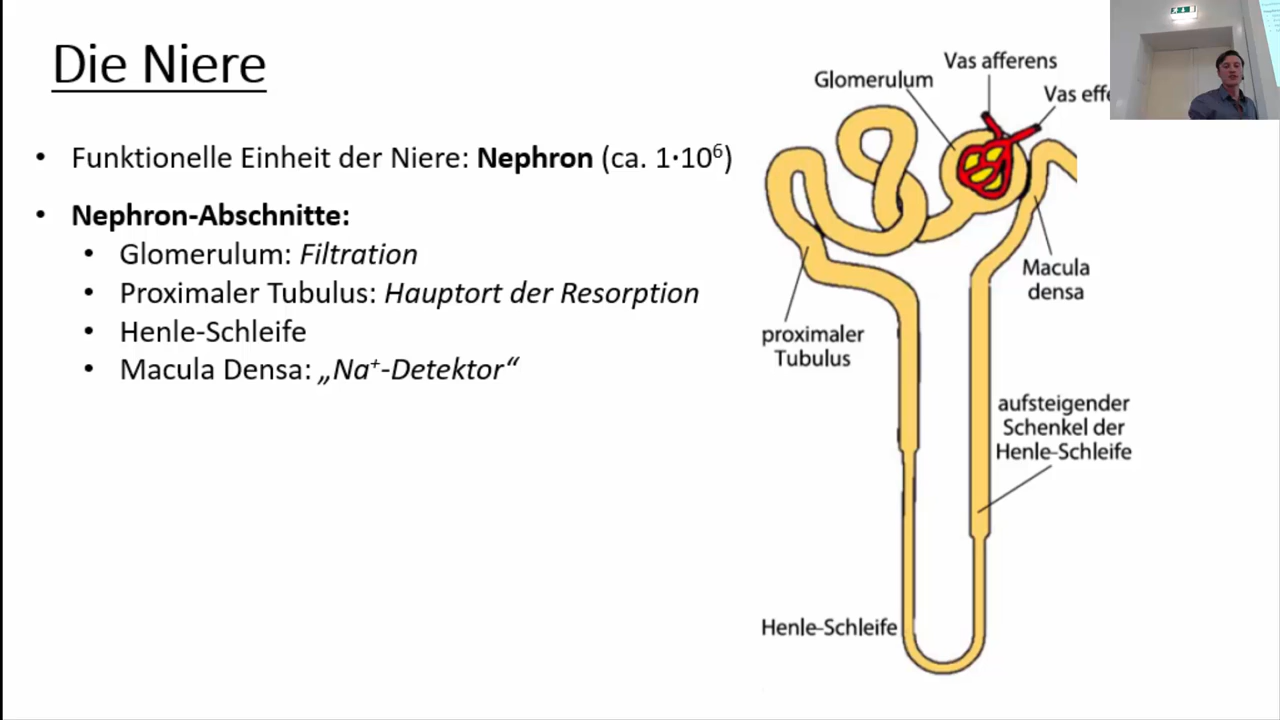 Die Niere
• Funktionelle Einheit der Niere: Nephron (ca. 1·10⁶)
• Nephron-Abschnitte:
• Glomerulum: Filtration
• Proximaler Tubulus: Hauptort der Resorption
• Henle-Schleife
• Macula Densa: „Na⁺-Detektor“
Vas afferens
Glomerulum
Vas effe
Macula
densa
proximaler
Tubulus
aufsteigender
Schenkel der
Henle-Schleife
Henle-Schleife